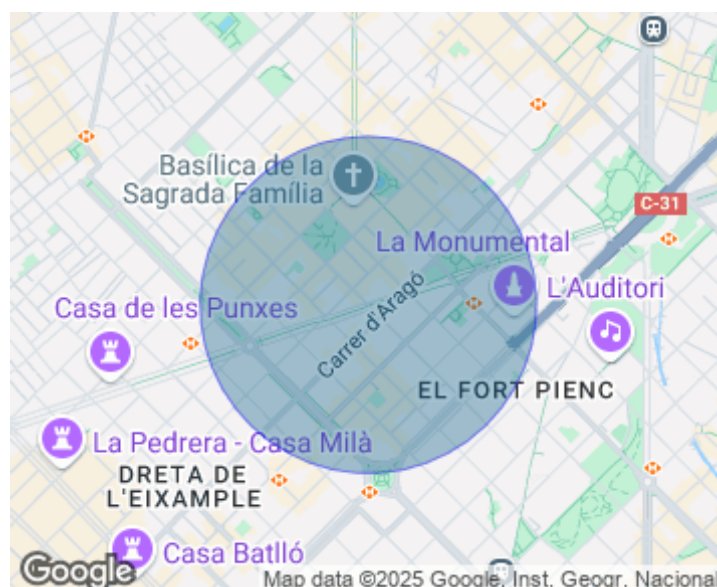 Basílica de la
Sagrada Família
C-31
La Monumental
L'Auditori
Casa de les Punxes
Carrer d'Aragó
EL FORT PIENC
La Pedrera - Casa Milà
DRETA DE
L'EIXAMPLE
Casa Batlló
Google
Map data ©2025 Google, Inst. Geogr. Nacional